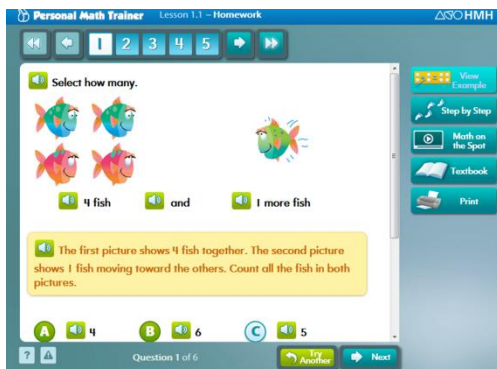 Personal Math Trainer Lesson 1.1 – Homework HMH
1 2 3 4 5
Select how many.
4 fish and 1 more fish
The first picture shows 4 fish together. The second picture
shows 1 fish moving toward the others. Count all the fish in both
pictures.
A 4 B 6 C 5
View
Example
Step by Step
Math on
the Spot
Textbook
Print
? Question 1 of 6 Try
Another Next